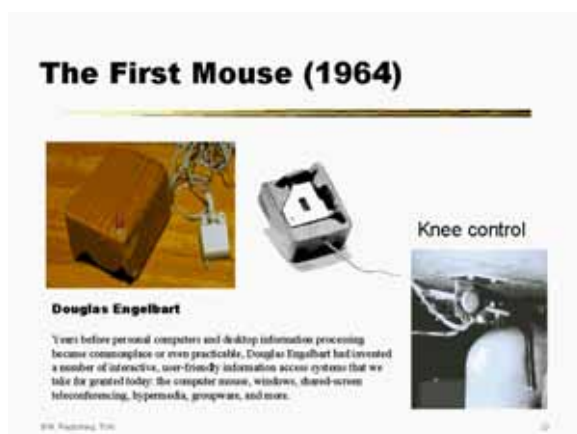 The First Mouse (1964)
Knee control
Douglas Engelbart
Years before personal computers and desktop information processing
became commonplace or even practicable, Douglas Engelbart had invented
a number of interactive, user-friendly information access systems that we
take for granted today: the computer mouse, windows, shared-screen
teleconferencing, hypermedia, groupware, and more.